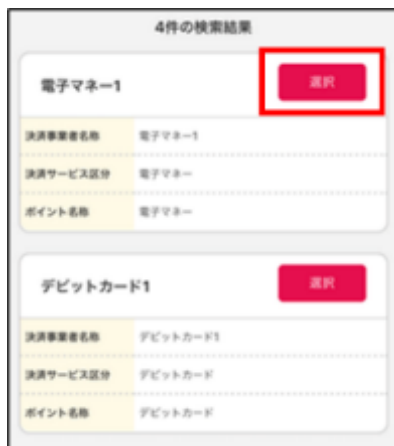 4件の検索結果
電子マネー1
選択
決済事業者名称 電子マネー1
決済サービス区分 電子マネー
ポイント名称 電子マネー
デビットカード1
選択
決済事業者名称 デビットカード1
決済サービス区分 デビットカード
ポイント名称 デビットカード